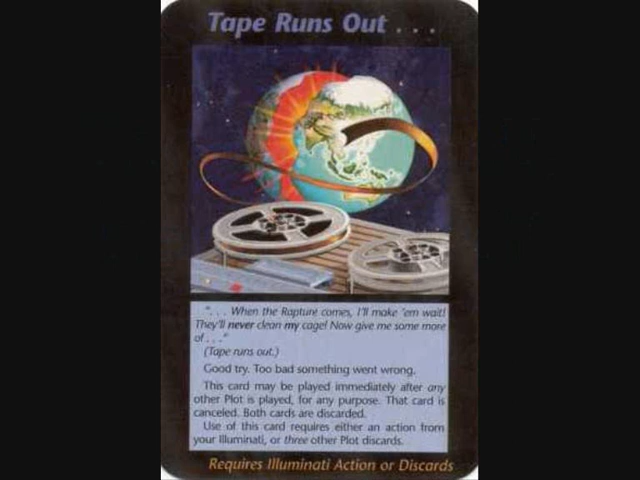 Tape Runs Out . . .
". . . When the Rapture comes, I'll make 'em wait!
They'll never clean my cage! Now give me some more
of . . ."
(Tape runs out.)
Good try. Too bad something went wrong.
This card may be played immediately after any
other Plot is played, for any purpose. That card is
canceled. Both cards are discarded.
Use of this card requires either an action from
your Illuminati, or three other Plot discards.
Requires Illuminati Action or Discards